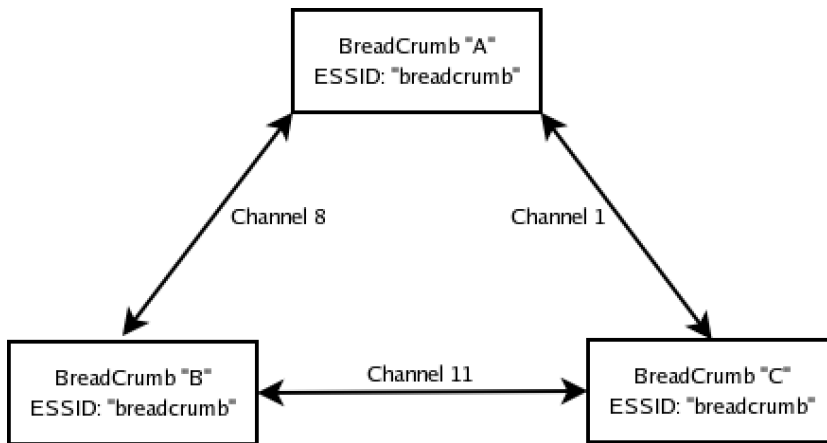 BreadCrumb "A"
ESSID: "breadcrumb"
Channel 8
Channel 1
BreadCrumb "B"
ESSID: "breadcrumb"
Channel 11
BreadCrumb "C"
ESSID: "breadcrumb"